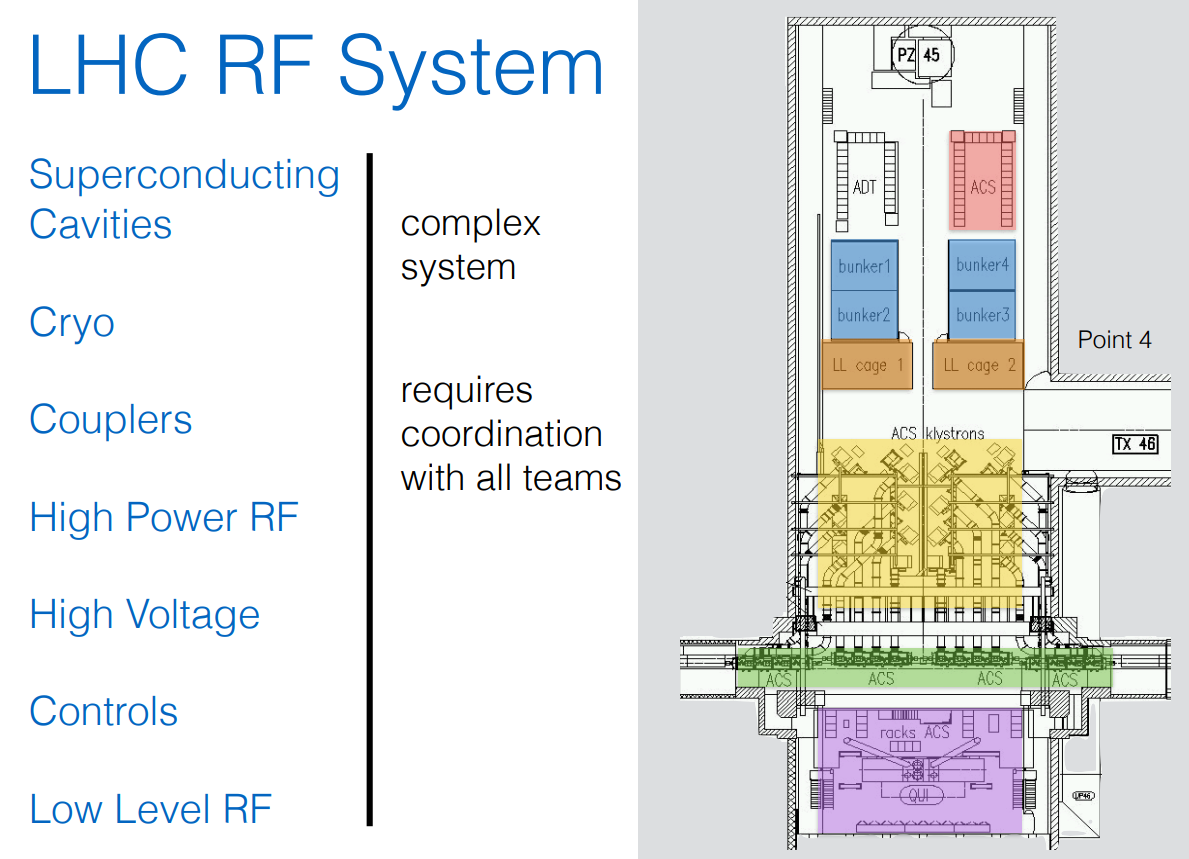 LHC RF System
Superconducting
Cavities
Cryo
Couplers
High Power RF
High Voltage
Controls
Low Level RF
complex
system
requires
coordination
with all teams
PZ 45
ADT
ACS
bunker1
bunker4
bunker2
bunker3
LL cage 1
LL cage 2
Point 4
ACS klystrons
TX 46
ACS
ACS
ACS
ACS
racks ACS
QUI
UP46